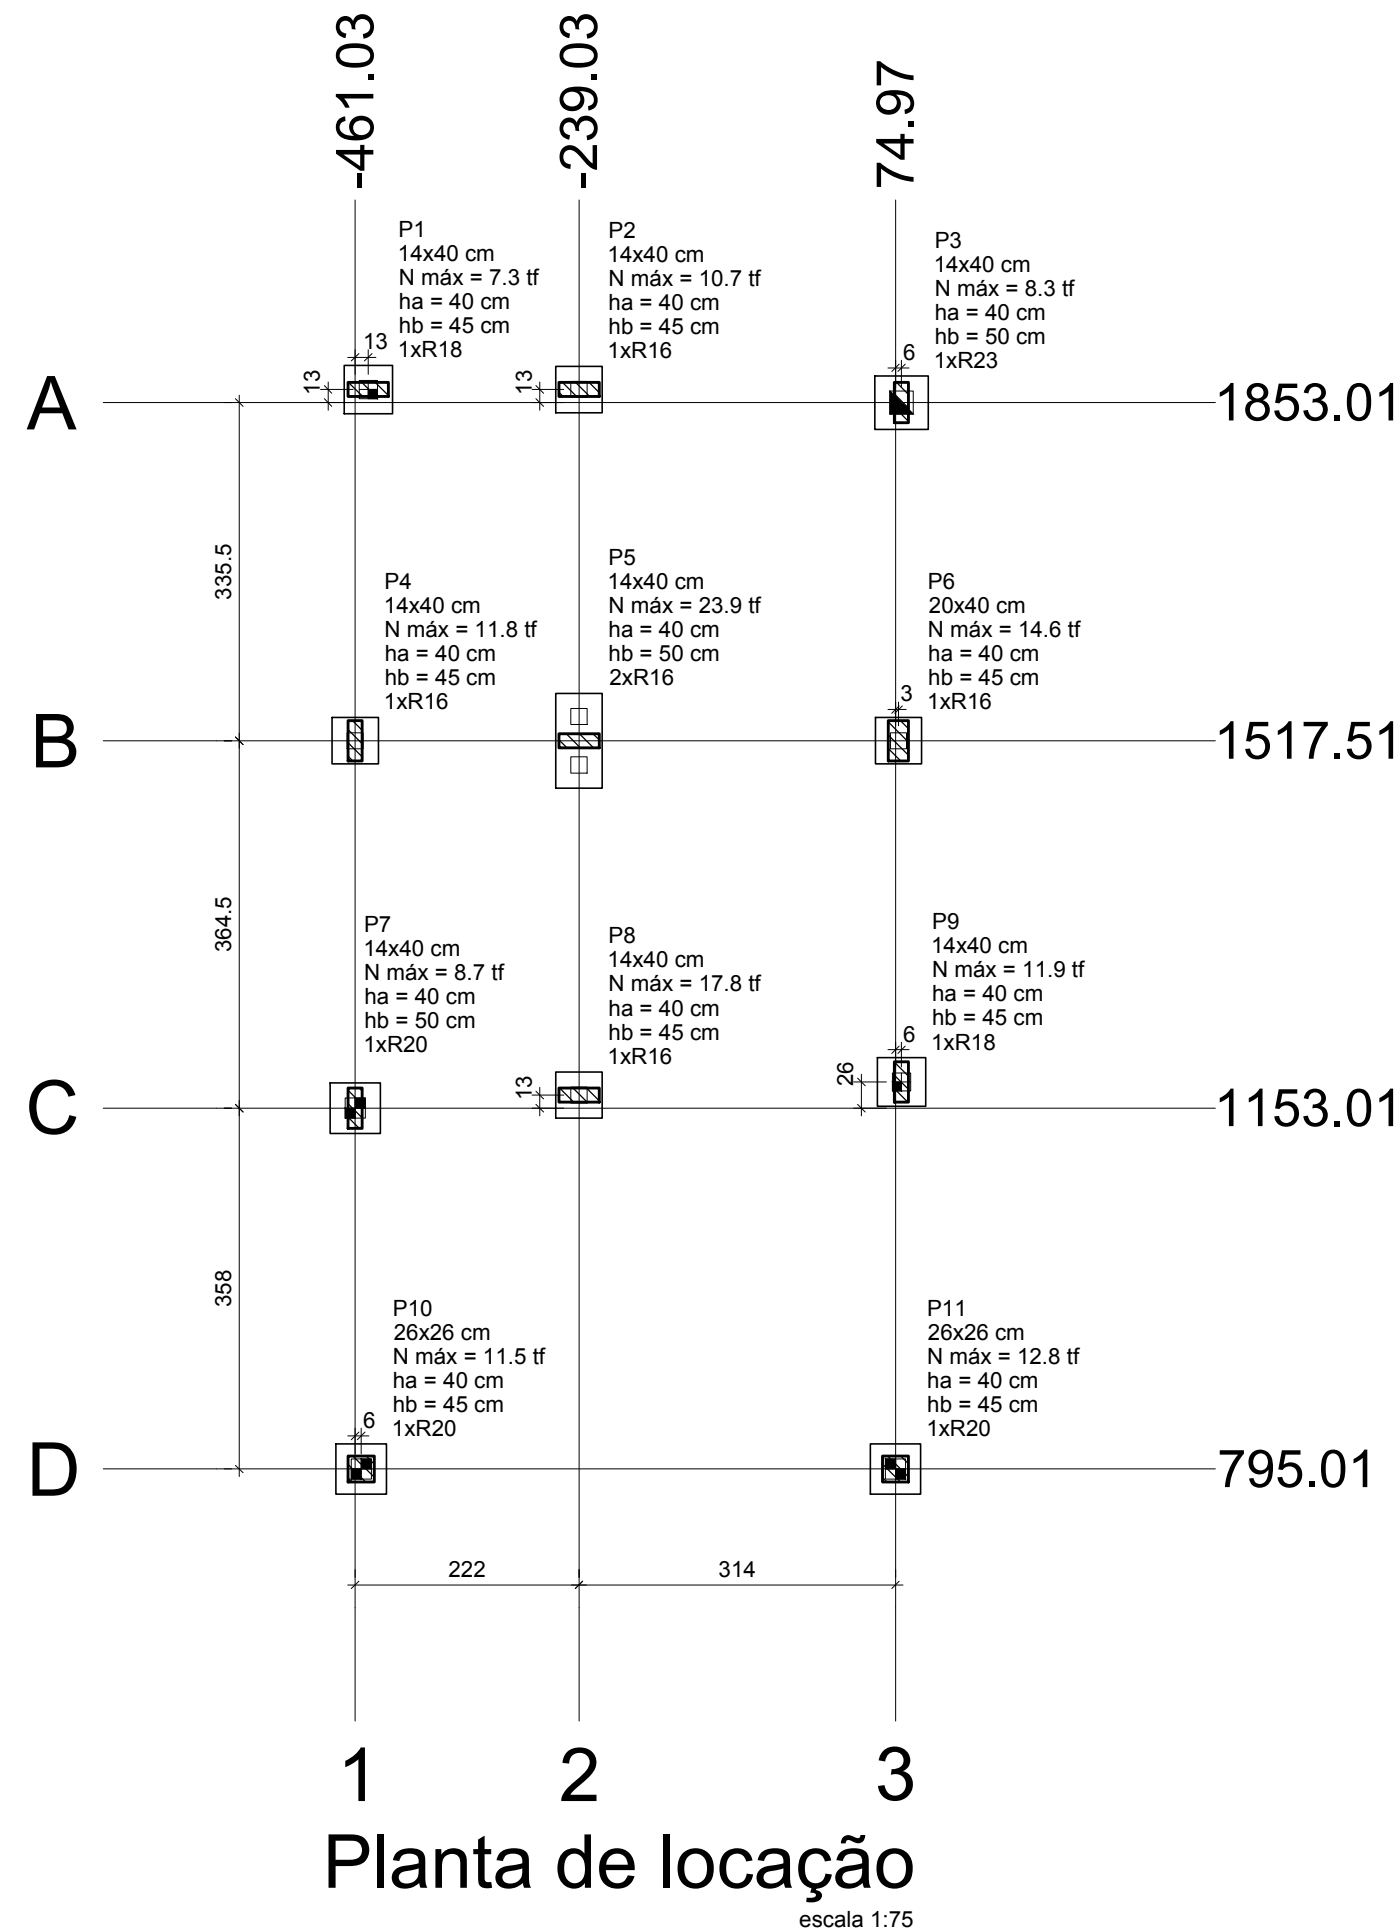 -461.03
-239.03
74.97
P1
14x40 cm
N máx = 7.3 tf
ha = 40 cm
hb = 45 cm
1xR18
13
13
P2
14x40 cm
N máx = 10.7 tf
ha = 40 cm
hb = 45 cm
1xR16
13
P3
14x40 cm
N máx = 8.3 tf
ha = 40 cm
hb = 50 cm
1xR23
6
A
1853.01
335.5
P4
14x40 cm
N máx = 11.8 tf
ha = 40 cm
hb = 45 cm
1xR16
P5
14x40 cm
N máx = 23.9 tf
ha = 40 cm
hb = 50 cm
2xR16
P6
20x40 cm
N máx = 14.6 tf
ha = 40 cm
hb = 45 cm
1xR16
3
B
1517.51
364.5
P7
14x40 cm
N máx = 8.7 tf
ha = 40 cm
hb = 50 cm
1xR20
P8
14x40 cm
N máx = 17.8 tf
ha = 40 cm
hb = 45 cm
1xR16
13
P9
14x40 cm
N máx = 11.9 tf
ha = 40 cm
hb = 45 cm
1xR18
6
26
C
1153.01
358
P10
26x26 cm
N máx = 11.5 tf
ha = 40 cm
hb = 45 cm
1xR20
6
P11
26x26 cm
N máx = 12.8 tf
ha = 40 cm
hb = 45 cm
1xR20
D
795.01
222
314
1
2
3
Planta de locação
escala 1:75